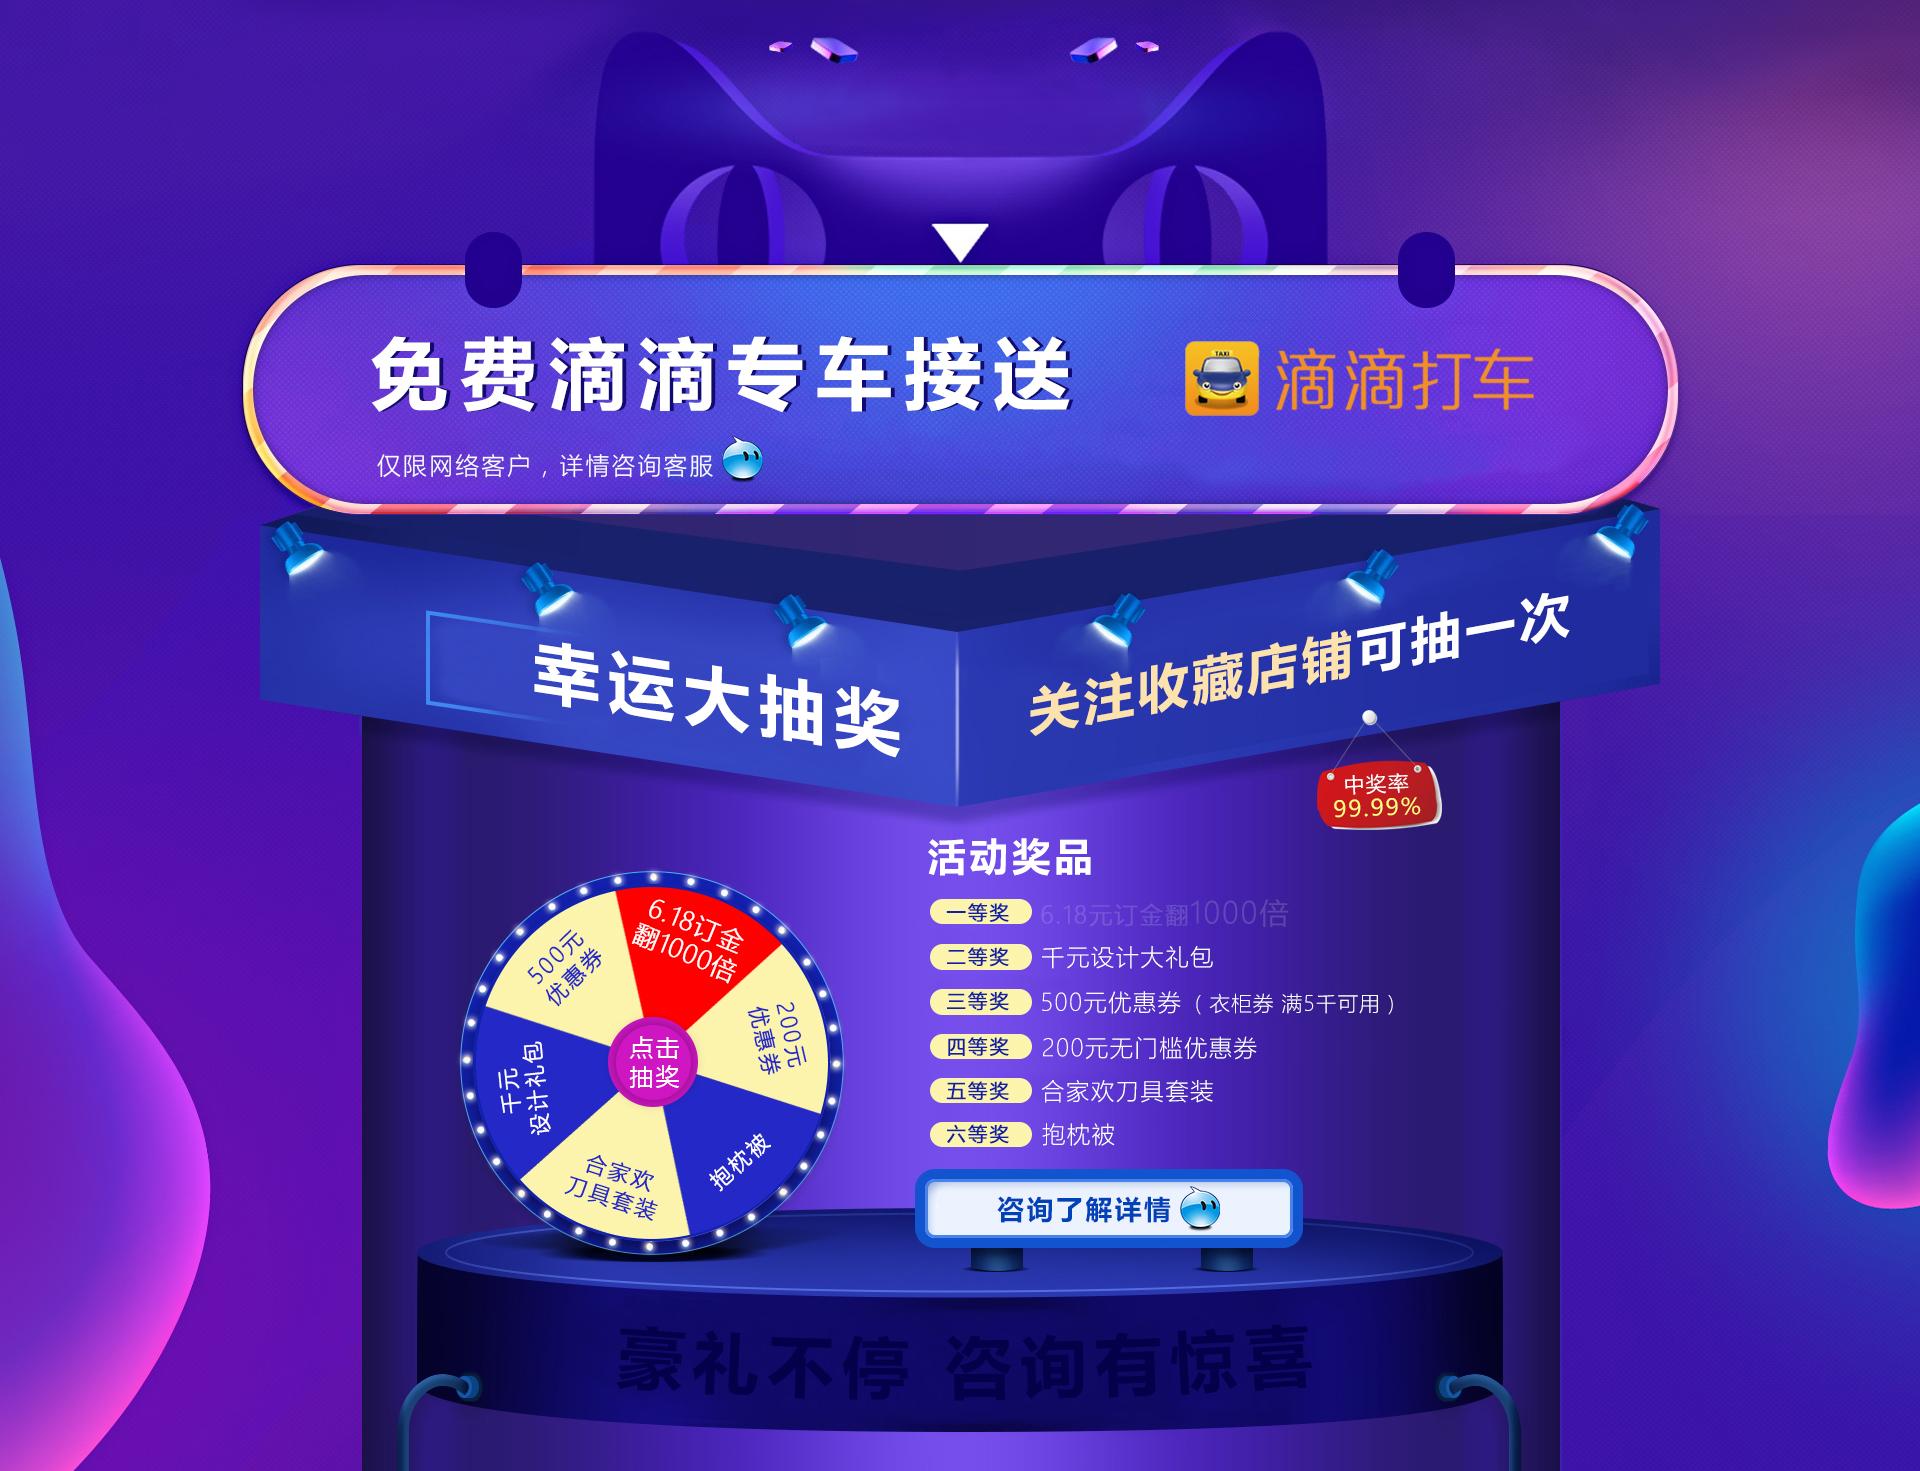 免费滴滴专车接送
TAXI
滴滴打车
仅限网络客户，详情咨询客服
幸运大抽奖
关注收藏店铺可抽一次
中奖率
99.99%
活动奖品
一等奖 6.18元订金翻1000倍
二等奖 千元设计大礼包
三等奖 500元优惠券（衣柜券 满5千可用）
四等奖 200元无门槛优惠券
五等奖 合家欢刀具套装
六等奖 抱枕被
6.18订金
翻1000倍
200元
优惠券
抱枕被
合家欢
刀具套装
千元
设计礼包
500元
优惠券
点击
抽奖
咨询了解详情
豪礼不停 咨询有惊喜